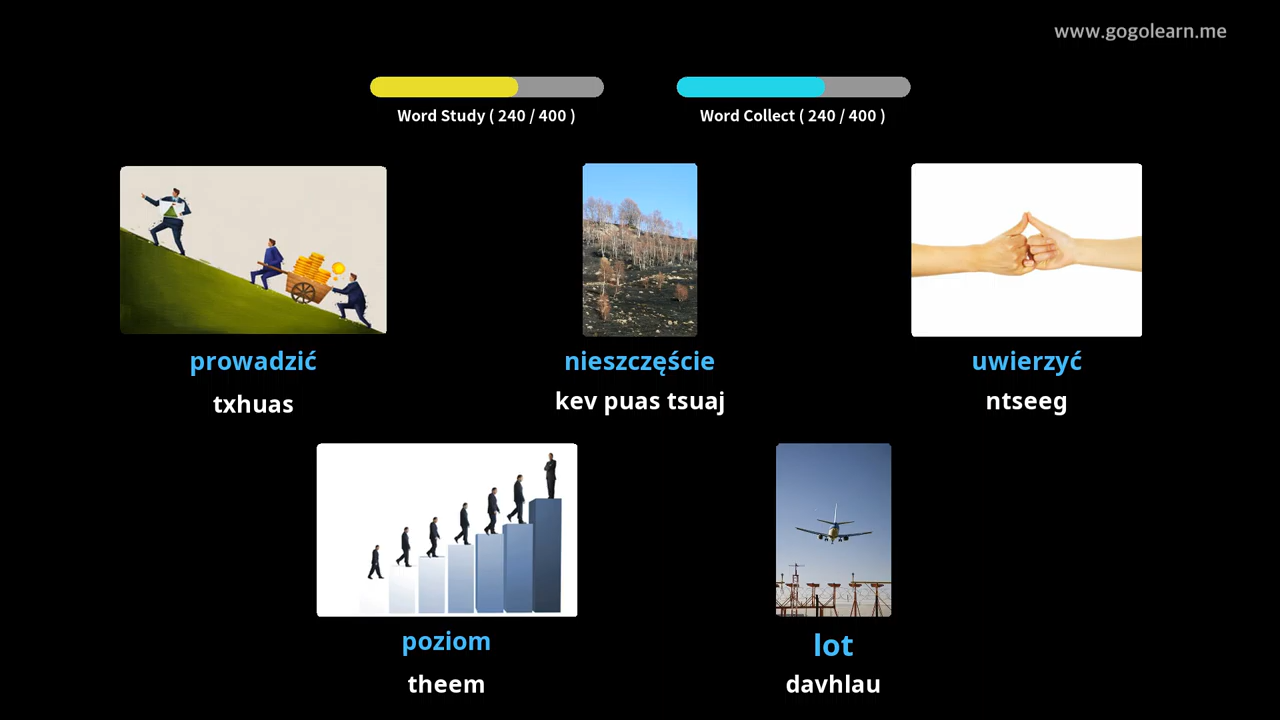 www.gogolearn.me
Word Study ( 240 / 400 )
Word Collect ( 240 / 400 )
prowadzić
txhuas
nieszczęście
kev puas tsuaj
uwierzyć
ntseeg
poziom
theem
lot
davhlau